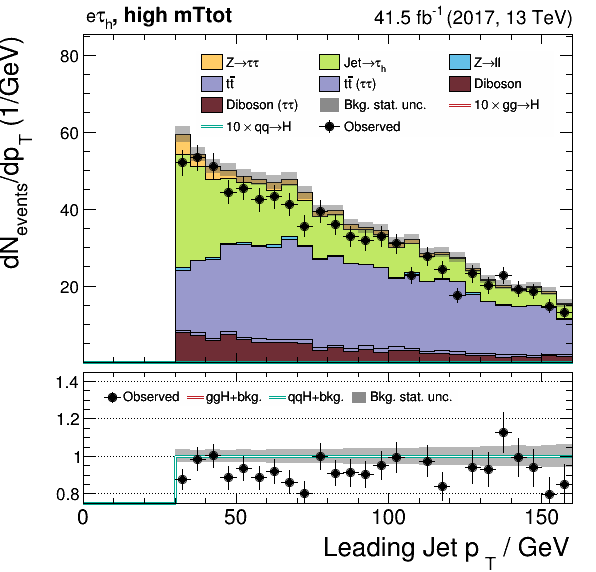 eτh, high mTtot 41.5 fb⁻¹ (2017, 13 TeV)
dNevents/dpT (1/GeV)
Z→ττ Jet→τh Z→ll
tt̄ tt̄ (ττ) Diboson
Diboson (ττ) Bkg. stat. unc. 10 × gg→H
10 × qq→H Observed
80
60
40
20
Observed ggH+bkg. qqH+bkg. Bkg. stat. unc.
1.4
1.2
1
0.8
0 50 100 150
Leading Jet pT / GeV